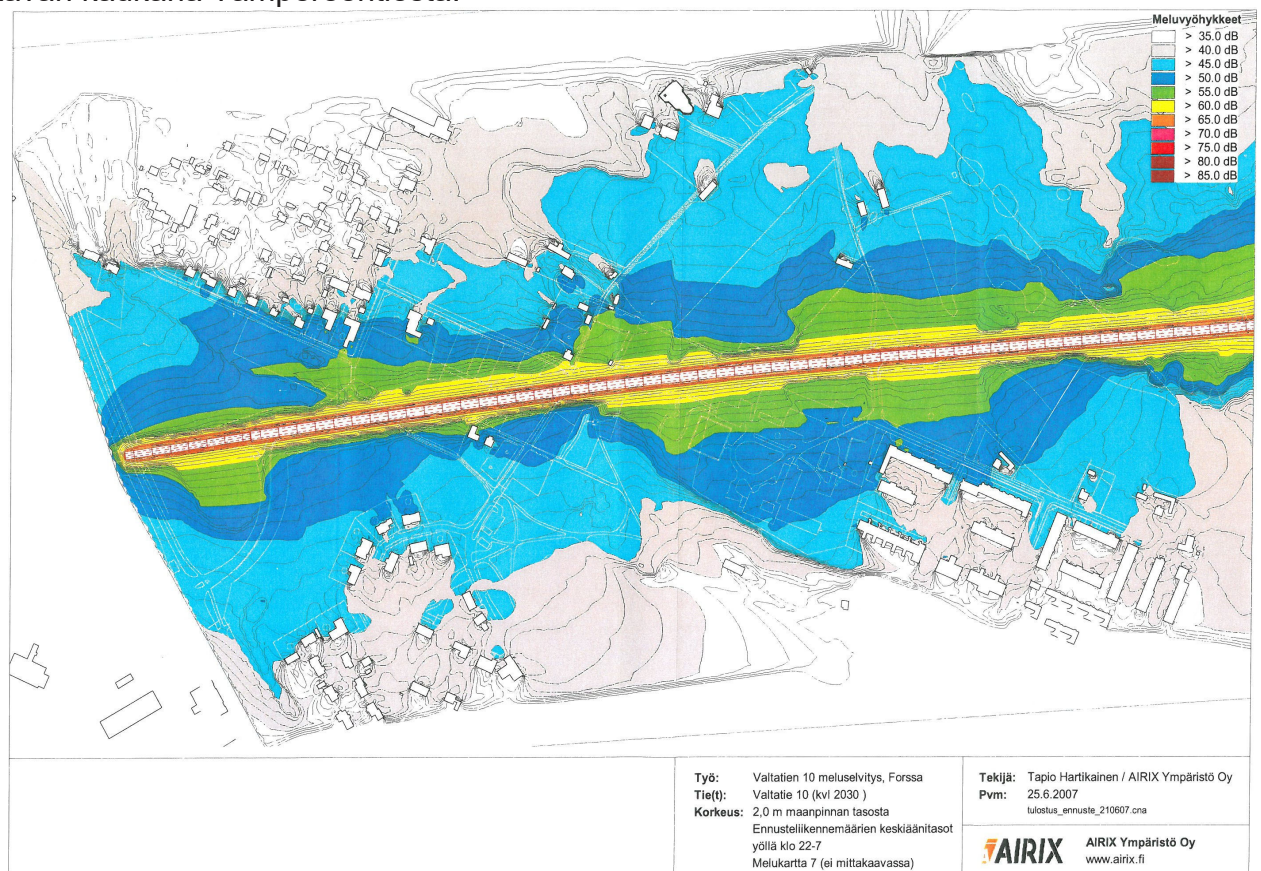 Tampereentiestä.
Meluvyöhykkeet
> 35.0 dB
> 40.0 dB
> 45.0 dB
> 50.0 dB
> 55.0 dB
> 60.0 dB
> 65.0 dB
> 70.0 dB
> 75.0 dB
> 80.0 dB
> 85.0 dB
Työ: Valtatien 10 meluselvitys, Forssa
Tie(t): Valtatie 10 (kvl 2030 )
Korkeus: 2,0 m maanpinnan tasosta
Ennusteliikennemäärien keskiäänitasot
yöllä klo 22-7
Melukartta 7 (ei mittakaavassa)
Tekijä: Tapio Hartikainen / AIRIX Ympäristö Oy
Pvm: 25.6.2007
tulostus_ennuste_210607.cna
AIRIX
AIRIX Ympäristö Oy
www.airix.fi